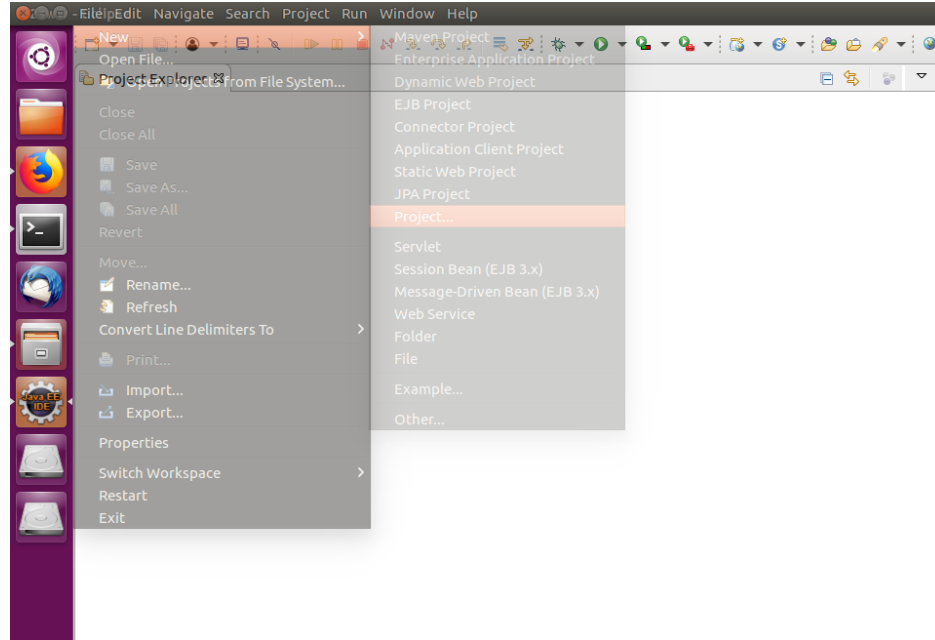 File Edit Navigate Search Project Run Window Help
New
Open File...
Open Projects from File System...
Project Explorer
Close
Close All
Save
Save As...
Save All
Revert
Move...
Rename...
Refresh
Convert Line Delimiters To
Print...
Import...
Export...
Properties
Switch Workspace
Restart
Exit
Maven Project
Enterprise Application Project
Dynamic Web Project
EJB Project
Connector Project
Application Client Project
Static Web Project
JPA Project
Project...
Servlet
Session Bean (EJB 3.x)
Message-Driven Bean (EJB 3.x)
Web Service
Folder
File
Example...
Other...
Java EE
IDE